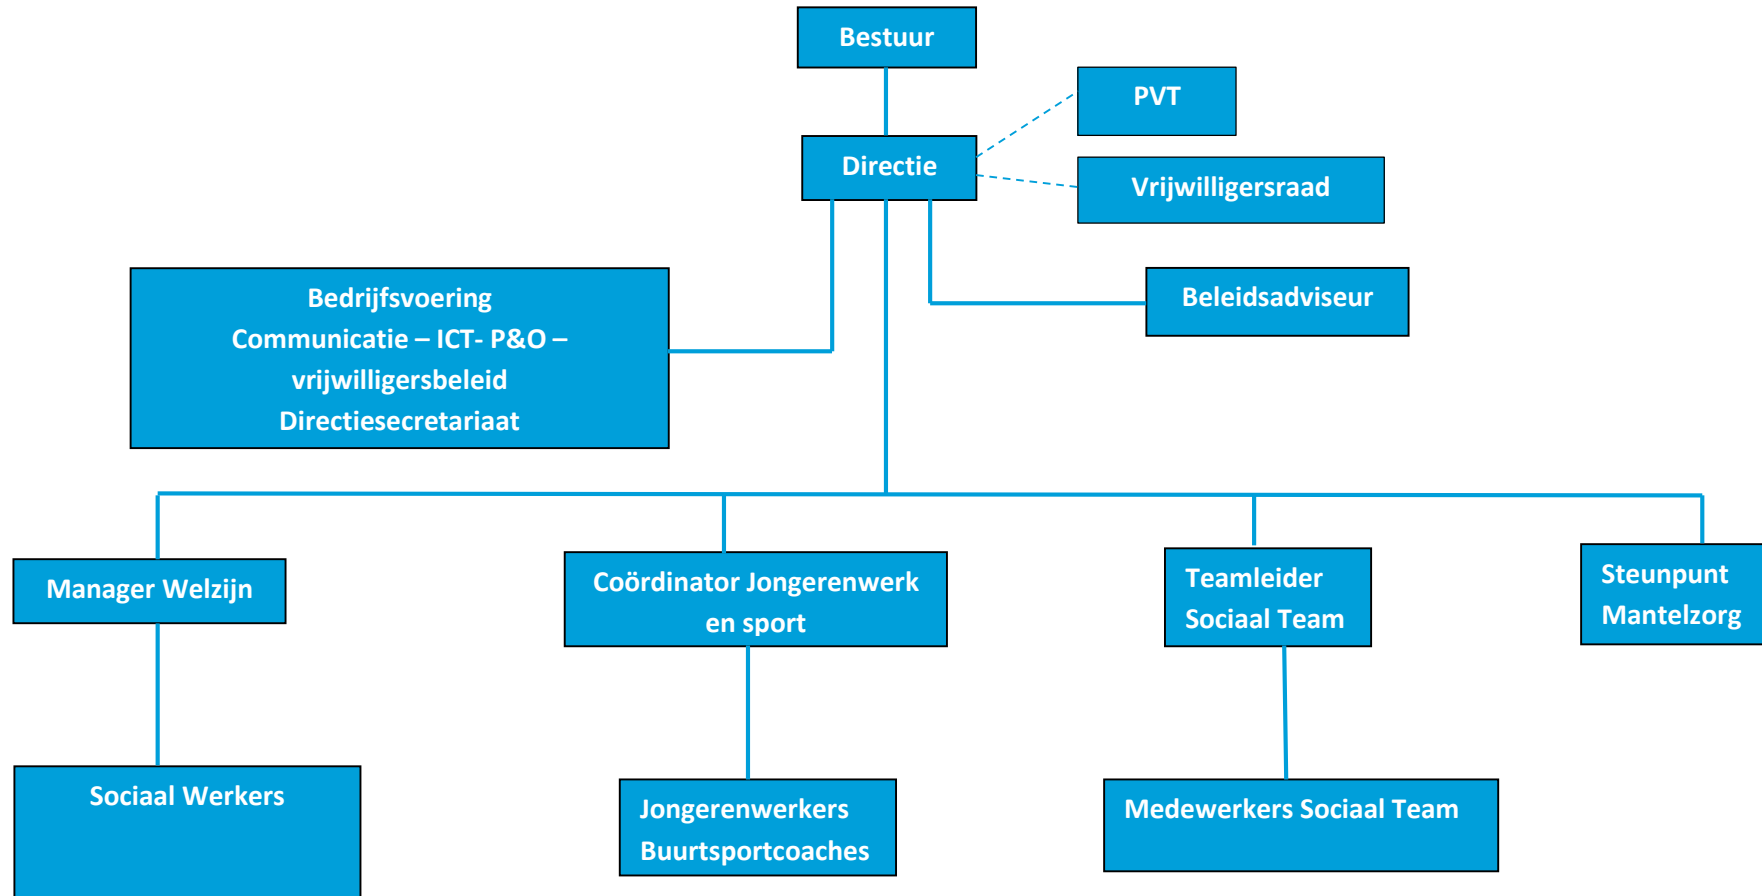 Bestuur
PVT
Directie
Vrijwilligersraad
Bedrijfsvoering
Communicatie – ICT- P&O –
vrijwilligersbeleid
Directiesecretariaat
Beleidsadviseur
Manager Welzijn
Coördinator Jongerenwerk
en sport
Teamleider
Sociaal Team
Steunpunt
Mantelzorg
Sociaal Werkers
Jongerenwerkers
Buurtsportcoaches
Medewerkers Sociaal Team